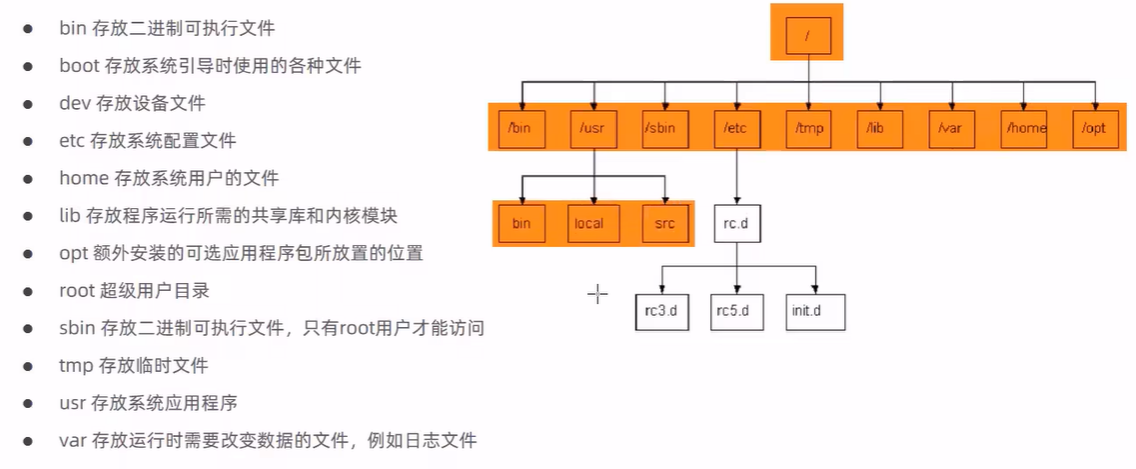 bin 存放二进制可执行文件
boot 存放系统引导时使用的各种文件
dev 存放设备文件
etc 存放系统配置文件
home 存放系统用户的文件
lib 存放程序运行所需的共享库和内核模块
opt 额外安装的可选应用程序包所放置的位置
root 超级用户目录
sbin 存放二进制可执行文件，只有root用户才能访问
tmp 存放临时文件
usr 存放系统应用程序
var 存放运行时需要改变数据的文件，例如日志文件
/
/bin /usr /sbin /etc /tmp /lib /var /home /opt
bin local src rc.d
rc3.d rc5.d init.d